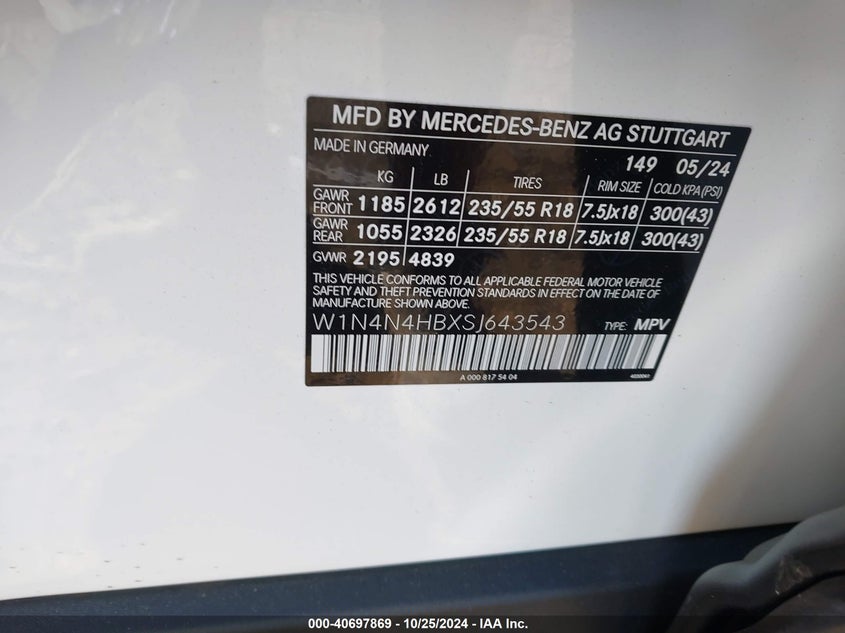 MFD BY MERCEDES-BENZ AG STUTTGART
MADE IN GERMANY 149 05/24
KG LB TIRES RIM SIZE COLD KPA (PSI)
GAWR FRONT 1185 2612 235/55 R18 7.5Jx18 300(43)
GAWR REAR 1055 2326 235/55 R18 7.5Jx18 300(43)
GVWR 2195 4839
THIS VEHICLE CONFORMS TO ALL APPLICABLE FEDERAL MOTOR VEHICLE
SAFETY AND THEFT PREVENTION STANDARDS IN EFFECT ON THE DATE OF
MANUFACTURE SHOWN ABOVE.
W1N4N4HBXSJ643543 TYPE: MPV
A 000 817 54 04
000-40697869 / 10/25/2024 - IAA Inc.